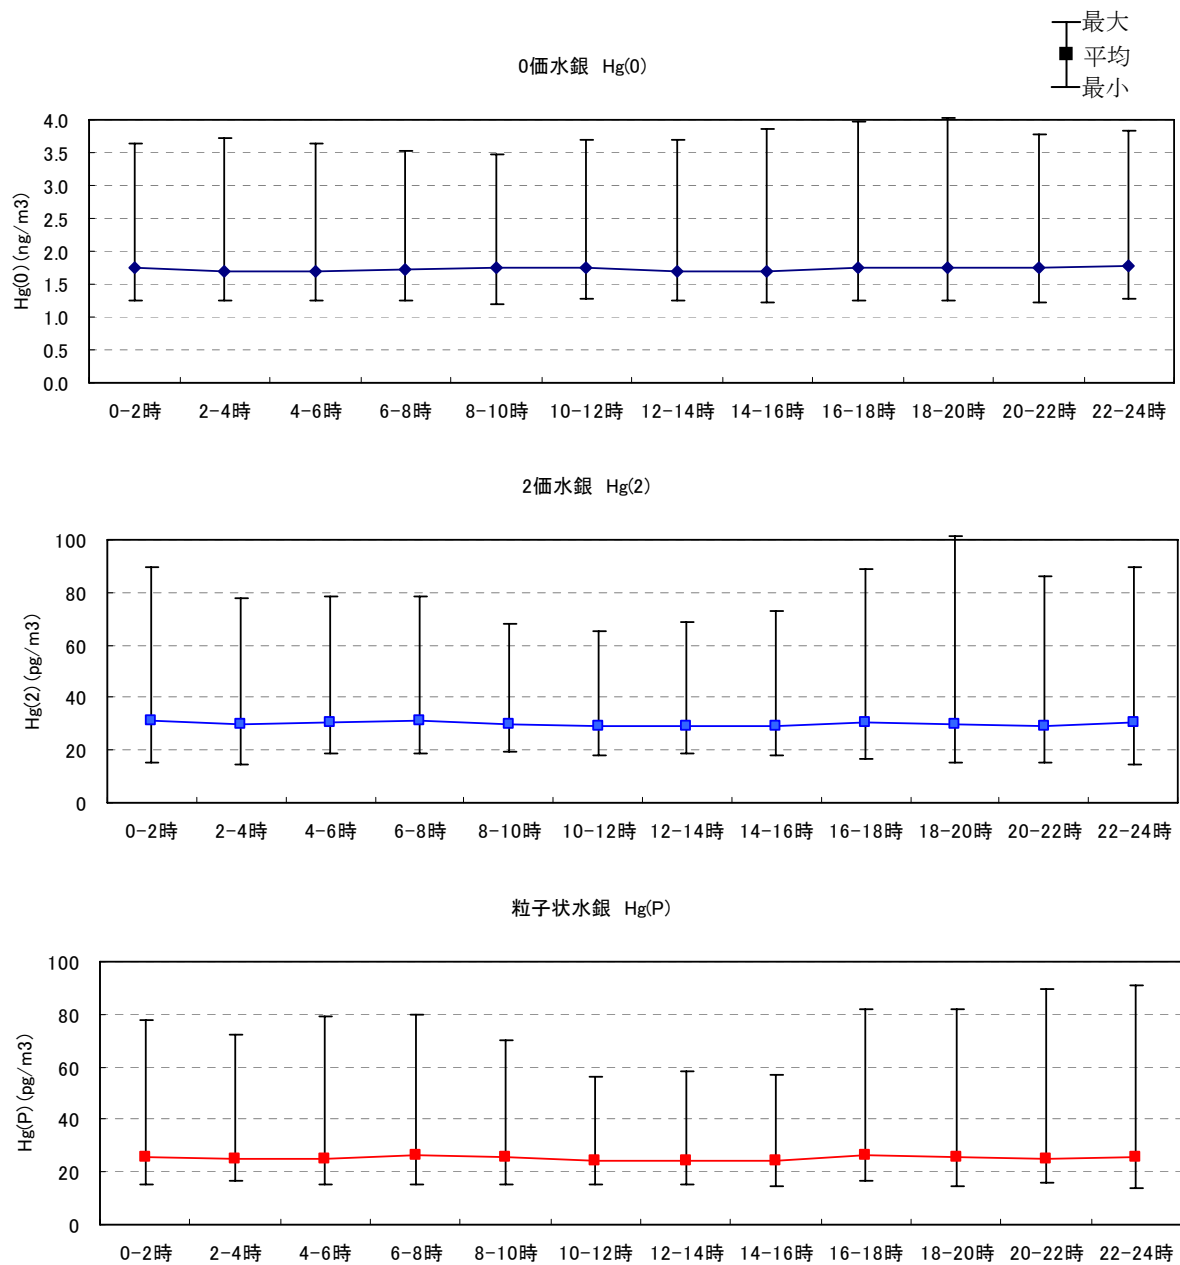 最大
平均
最小
0価水銀 Hg(0)
Hg(0) (ng/m3)
4.0
3.5
3.0
2.5
2.0
1.5
1.0
0.5
0.0
0-2時 2-4時 4-6時 6-8時 8-10時 10-12時 12-14時 14-16時 16-18時 18-20時 20-22時 22-24時
2価水銀 Hg(2)
Hg(2) (pg/m3)
100
80
60
40
20
0
0-2時 2-4時 4-6時 6-8時 8-10時 10-12時 12-14時 14-16時 16-18時 18-20時 20-22時 22-24時
粒子状水銀 Hg(P)
Hg(P) (pg/m3)
100
80
60
40
20
0
0-2時 2-4時 4-6時 6-8時 8-10時 10-12時 12-14時 14-16時 16-18時 18-20時 20-22時 22-24時